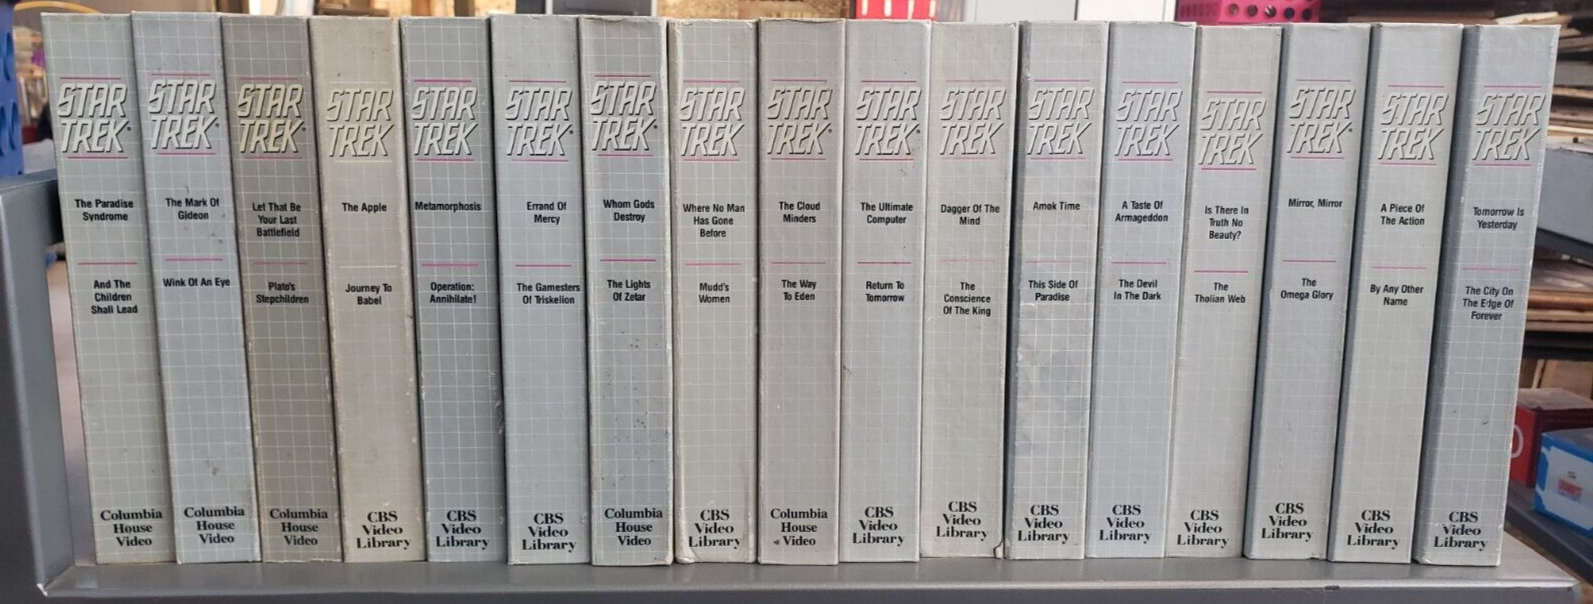 STAR
TREK
The Paradise
Syndrome
And The
Children
Shall Lead
Columbia
House
Video
STAR
TREK
The Mark Of
Gideon
Wink Of An Eye
Columbia
House
Video
STAR
TREK
Let That Be
Your Last
Battlefield
Plato's
Stepchildren
Columbia
House
Video
STAR
TREK
The Apple
Journey To
Babel
CBS
Video
Library
STAR
TREK
Metamorphosis
Operation:
Annihilate!
CBS
Video
Library
STAR
TREK
Errand Of
Mercy
The Gamesters
Of Triskelion
CBS
Video
Library
STAR
TREK
Whom Gods
Destroy
The Lights
Of Zetar
Columbia
House
Video
STAR
TREK
Where No Man
Has Gone
Before
Mudd's
Women
CBS
Video
Library
STAR
TREK
The Cloud
Minders
The Way
To Eden
Columbia
House
Video
STAR
TREK
The Ultimate
Computer
Return To
Tomorrow
CBS
Video
Library
STAR
TREK
Dagger Of The
Mind
The
Conscience
Of The King
CBS
Video
Library
STAR
TREK
Amok Time
This Side Of
Paradise
CBS
Video
Library
STAR
TREK
A Taste Of
Armageddon
The Devil
In The Dark
CBS
Video
Library
STAR
TREK
Is There In
Truth No
Beauty?
The
Tholian Web
CBS
Video
Library
STAR
TREK
Mirror, Mirror
The
Omega Glory
CBS
Video
Library
STAR
TREK
A Piece Of
The Action
By Any Other
Name
CBS
Video
Library
STAR
TREK
Tomorrow Is
Yesterday
The City On
The Edge Of
Forever
CBS
Video
Library